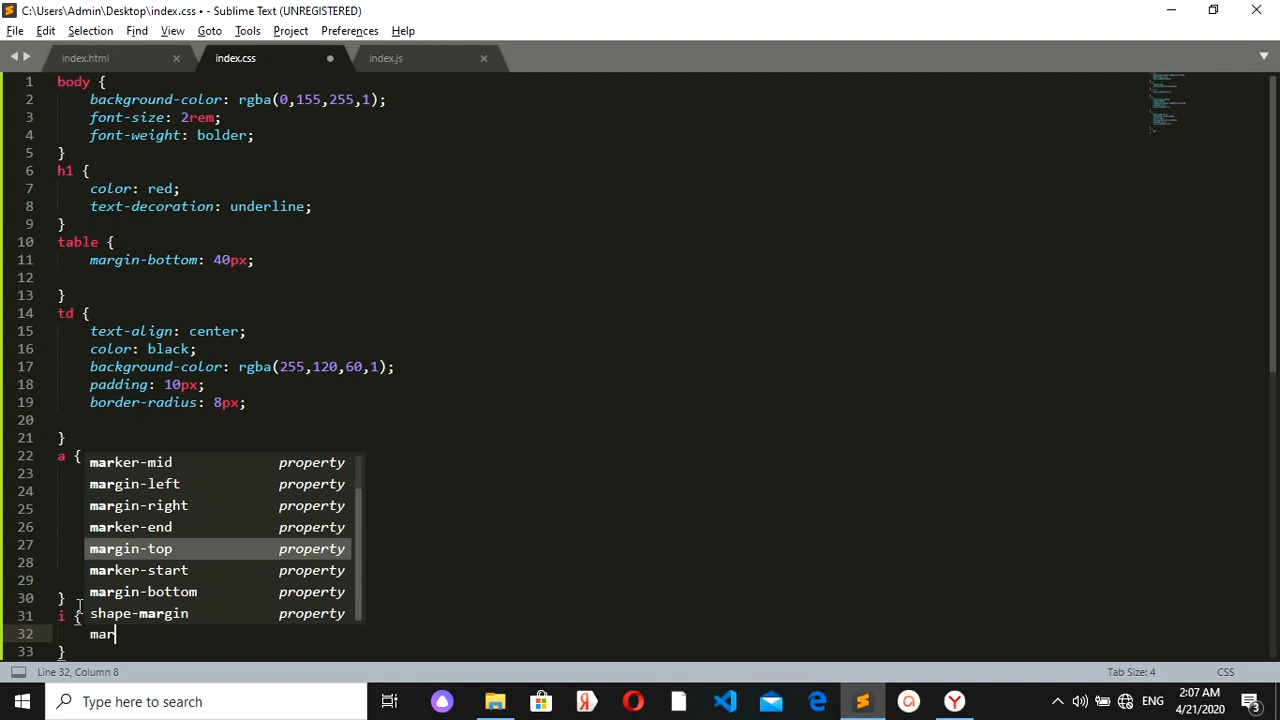 C:\Users\Admin\Desktop\index.css • - Sublime Text (UNREGISTERED)
File Edit Selection Find View Goto Tools Project Preferences Help
index.html index.css index.js
1 body {
2 background-color: rgba(0,155,255,1);
3 font-size: 2rem;
4 font-weight: bolder;
5 }
6 h1 {
7 color: red;
8 text-decoration: underline;
9 }
10 table {
11 margin-bottom: 40px;
12
13 }
14 td {
15 text-align: center;
16 color: black;
17 background-color: rgba(255,120,60,1);
18 padding: 10px;
19 border-radius: 8px;
20
21 }
22 a {
marker-mid property
23
margin-left property
24
margin-right property
25
marker-end property
26
margin-top property
27
marker-start property
28
margin-bottom property
29
30 }
shape-margin property
31 i {
32 mar
33 }
Line 32, Column 8 Tab Size: 4 CSS
Type here to search
ENG
2:07 AM
4/21/2020
3